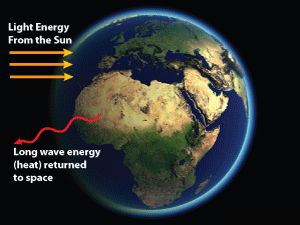 Light Energy
From the Sun
Long wave energy
(heat) returned
to space